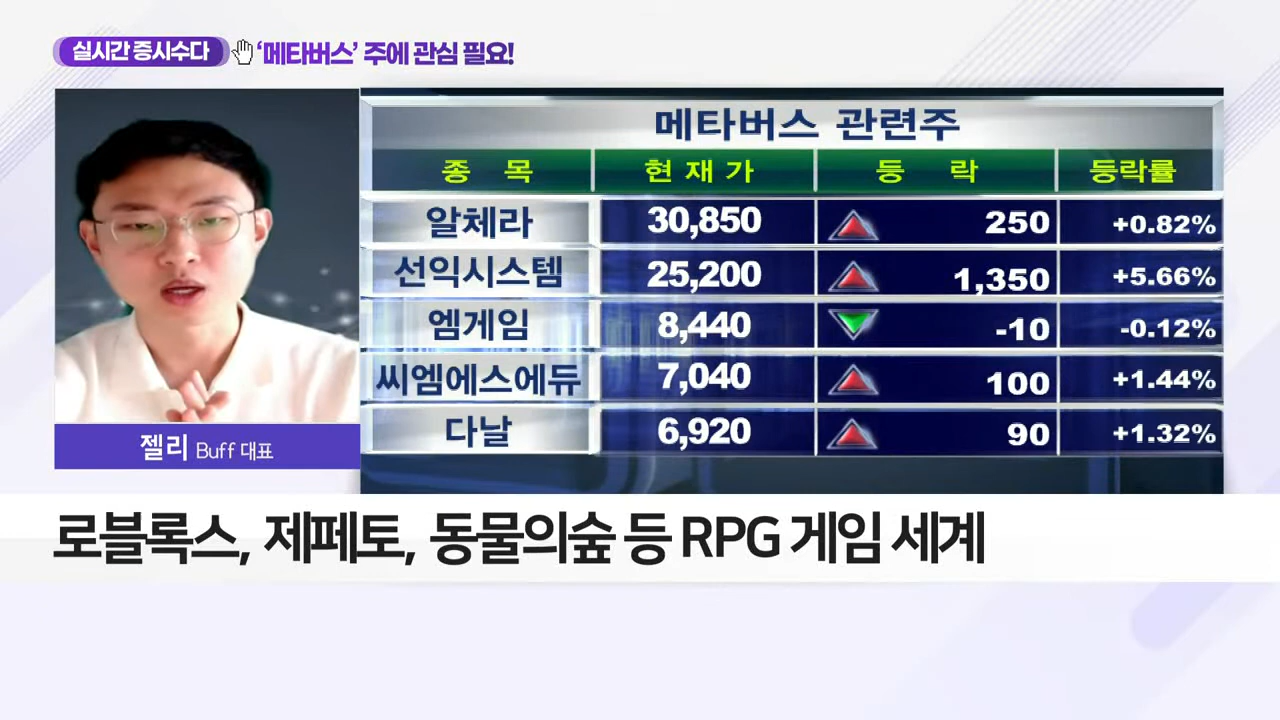 실시간 증시수다 '메타버스' 주에 관심 필요!
메타버스 관련주
종 목 현 재 가 등 락 등락률
알체라 30,850 250 +0.82%
선익시스템 25,200 1,350 +5.66%
엠게임 8,440 -10 -0.12%
씨엠에스에듀 7,040 100 +1.44%
다날 6,920 90 +1.32%
젤리 Buff 대표
로블록스, 제페토, 동물의숲 등 RPG 게임 세계